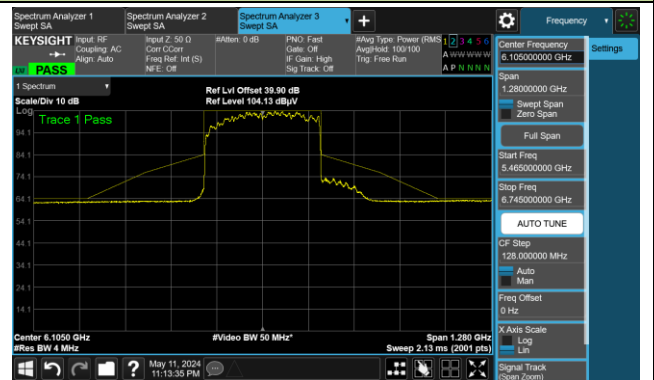 Spectrum Analyzer 1
Swept SA
Spectrum Analyzer 2
Swept SA
Spectrum Analyzer 3
Swept SA
Frequency
KEYSIGHT
Input: RF
Coupling: AC
Align: Auto
Input Z: 50 Ω
Corr CCorr
Freq Ref: Int (S)
NFE: Off
#Atten: 0 dB
PNO: Fast
Gate: Off
IF Gain: High
Sig Track: Off
#Avg Type: Power (RMS
Avg|Hold: 100/100
Trig: Free Run
1 2 3 4 5 6
A W W W W W
A P N N N N
LW PASS
1 Spectrum
Scale/Div 10 dB
Ref Lvl Offset 39.90 dB
Ref Level 104.13 dBµV
Log
Trace 1 Pass
94.1
84.1
74.1
64.1
54.1
44.1
34.1
24.1
14.1
Center 6.1050 GHz
#Res BW 4 MHz
#Video BW 50 MHz*
Span 1.280 GHz
Sweep 2.13 ms (2001 pts)
Center Frequency
6.105000000 GHz
Settings
Span
1.28000000 GHz
Swept Span
Zero Span
Full Span
Start Freq
5.465000000 GHz
Stop Freq
6.745000000 GHz
AUTO TUNE
CF Step
128.000000 MHz
Auto
Man
Freq Offset
0 Hz
X Axis Scale
Log
Lin
Signal Track
(Span Zoom)
May 11, 2024
11:13:35 PM